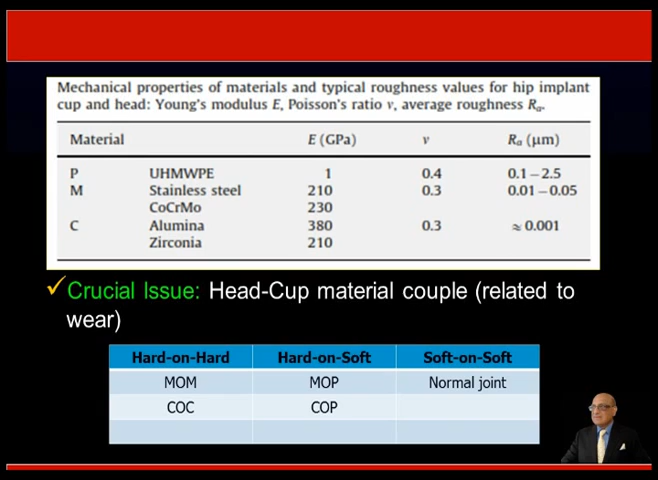 Mechanical properties of materials and typical roughness values for hip implant
cup and head: Young's modulus E, Poisson's ratio ν, average roughness Ra.
Material E (GPa) ν Ra (μm)
P UHMWPE 1 0.4 0.1–2.5
M Stainless steel 210 0.3 0.01–0.05
CoCrMo 230
C Alumina 380 0.3 ≈0.001
Zirconia 210
Crucial Issue: Head-Cup material couple (related to
wear)
Hard-on-Hard Hard-on-Soft Soft-on-Soft
MOM MOP Normal joint
COC COP